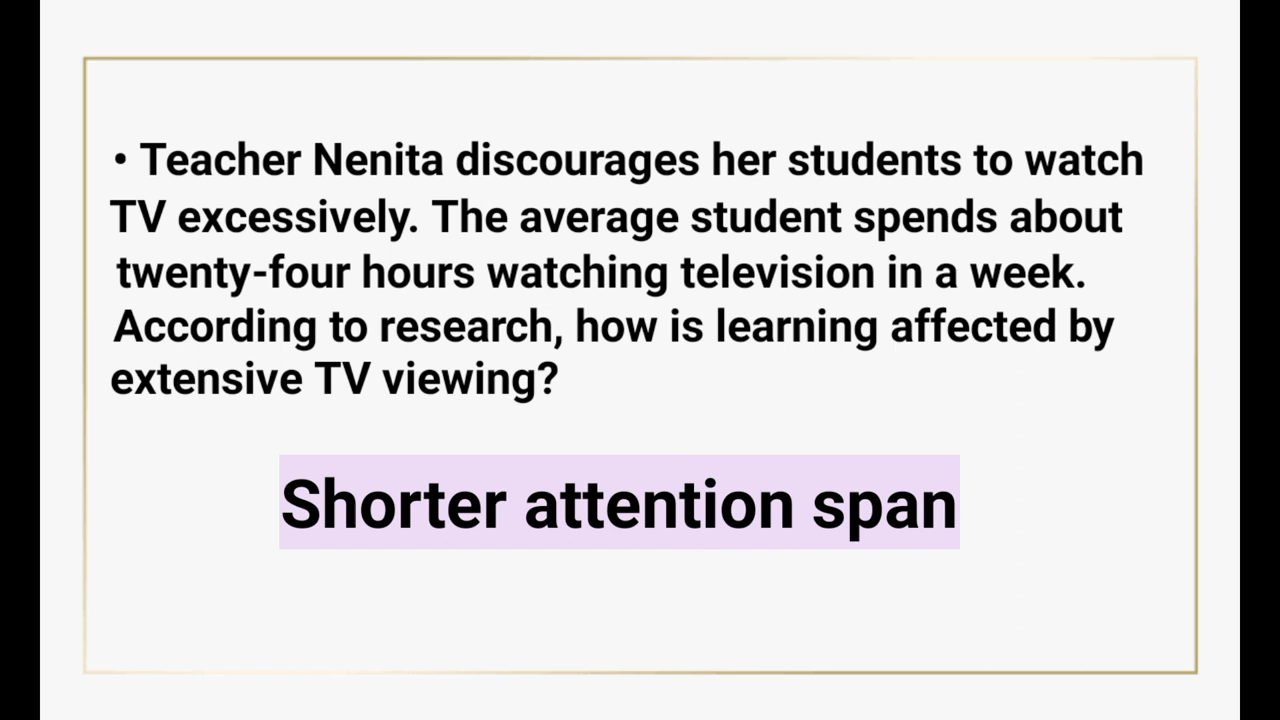 • Teacher Nenita discourages her students to watch
TV excessively. The average student spends about
twenty-four hours watching television in a week.
According to research, how is learning affected by
extensive TV viewing?
Shorter attention span